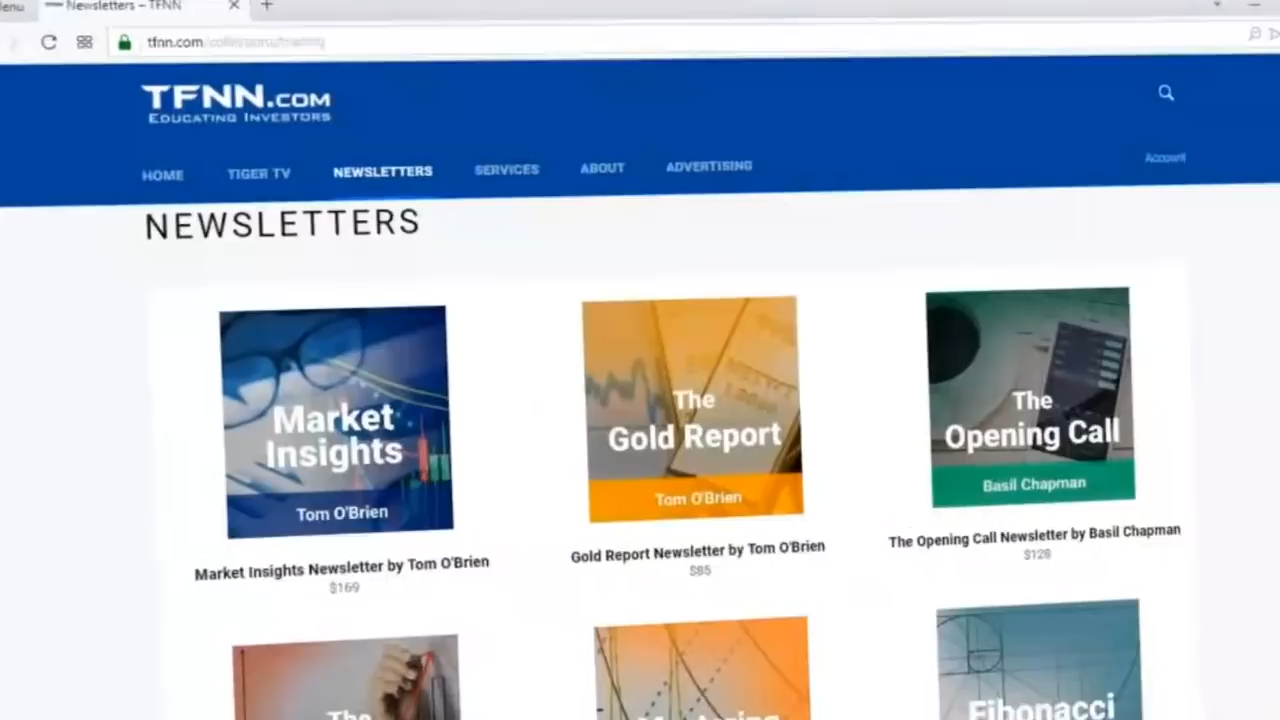 Newsletters – TFNN
tfnn.com
TFNN.COM
EDUCATING INVESTORS
HOME TIGER TV NEWSLETTERS SERVICES ABOUT ADVERTISING
Account
NEWSLETTERS
Market
Insights
Tom O'Brien
The
Gold Report
Tom O'Brien
The
Opening Call
Basil Chapman
Market Insights Newsletter by Tom O'Brien
$169
Gold Report Newsletter by Tom O'Brien
$85
The Opening Call Newsletter by Basil Chapman
$128
The
Fibonacci